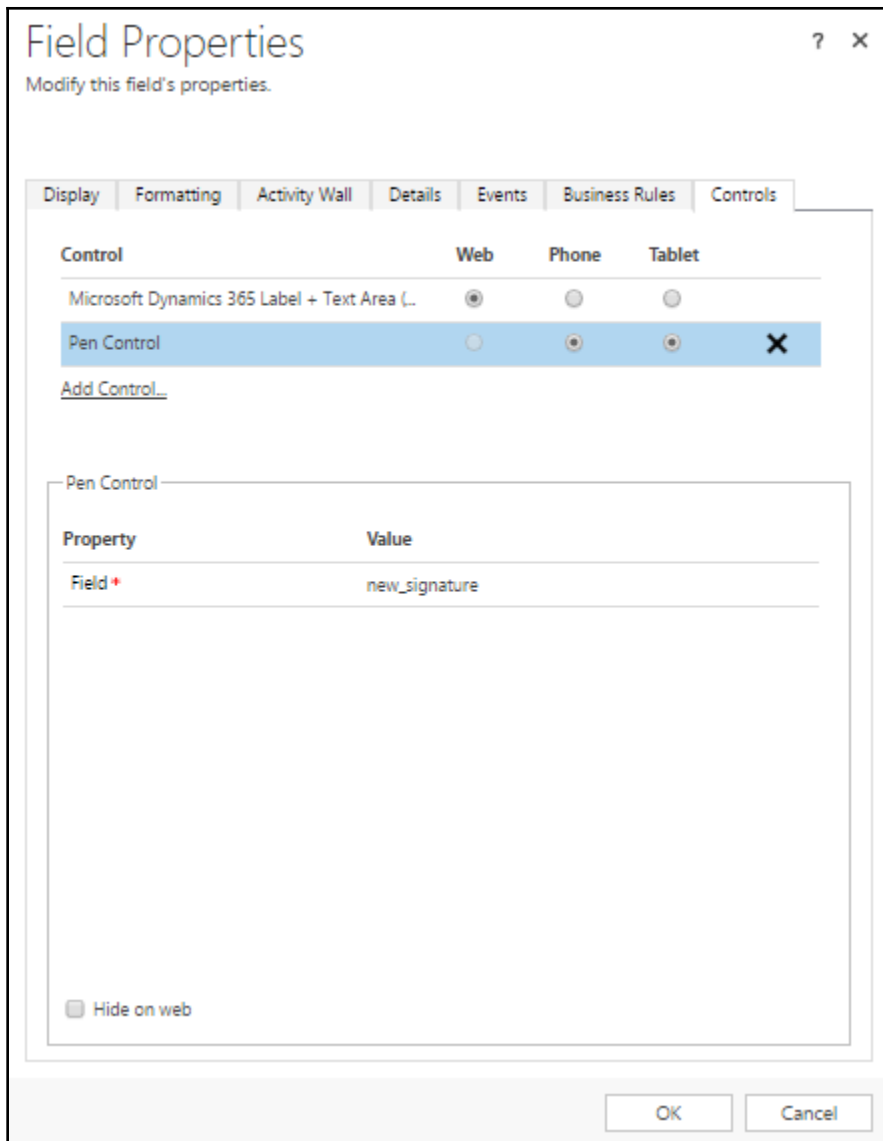 Field Properties ? ✕
Modify this field's properties.
Display Formatting Activity Wall Details Events Business Rules Controls
Control Web Phone Tablet
Microsoft Dynamics 365 Label + Text Area (...
Pen Control
Add Control...
Pen Control
Property Value
Field * new_signature
Hide on web
OK Cancel